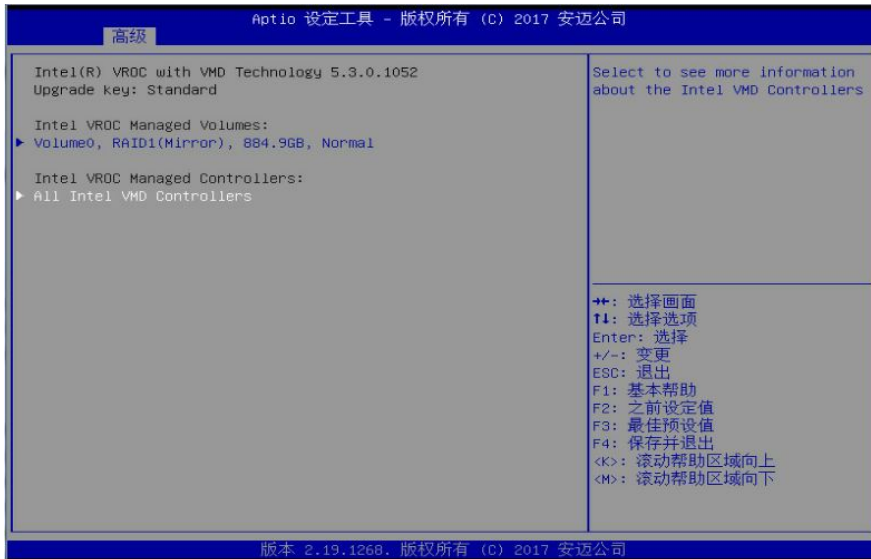 Aptio 设定工具 - 版权所有 (C) 2017 安迈公司
高级
Intel(R) VROC with VMD Technology 5.3.0.1052
Upgrade key: Standard
Intel VROC Managed Volumes:
▶ Volume0, RAID1(Mirror), 884.9GB, Normal
Intel VROC Managed Controllers:
▶ All Intel VMD Controllers
Select to see more information
about the Intel VMD Controllers
→←: 选择画面
↑↓: 选择选项
Enter: 选择
+/-: 变更
ESC: 退出
F1: 基本帮助
F2: 之前设定值
F3: 最佳预设值
F4: 保存并退出
<K>: 滚动帮助区域向上
<M>: 滚动帮助区域向下
版本 2.19.1268. 版权所有 (C) 2017 安迈公司